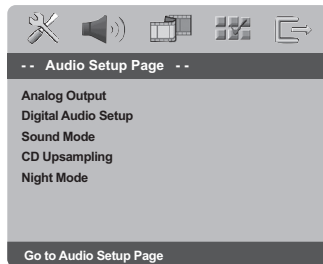 -- Audio Setup Page --
Analog Output
Digital Audio Setup
Sound Mode
CD Upsampling
Night Mode
Go to Audio Setup Page